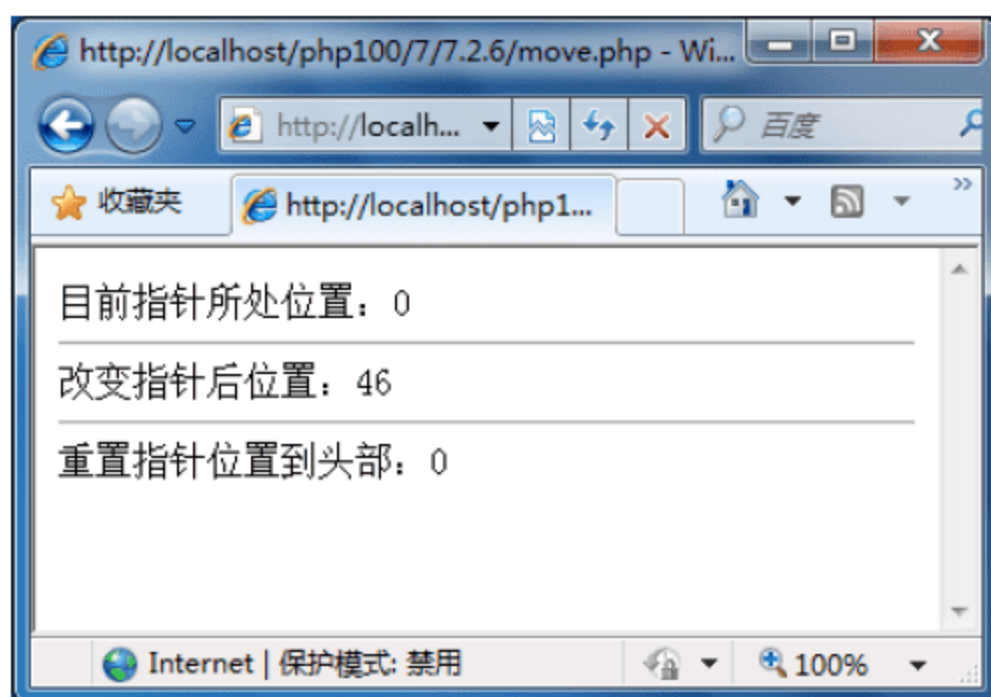 http://localhost/php100/7/7.2.6/move.php - Wi...
http://localh...
百度
收藏夹
http://localhost/php1...
目前指针所处位置：0
改变指针后位置：46
重置指针位置到头部：0
Internet | 保护模式: 禁用
100%